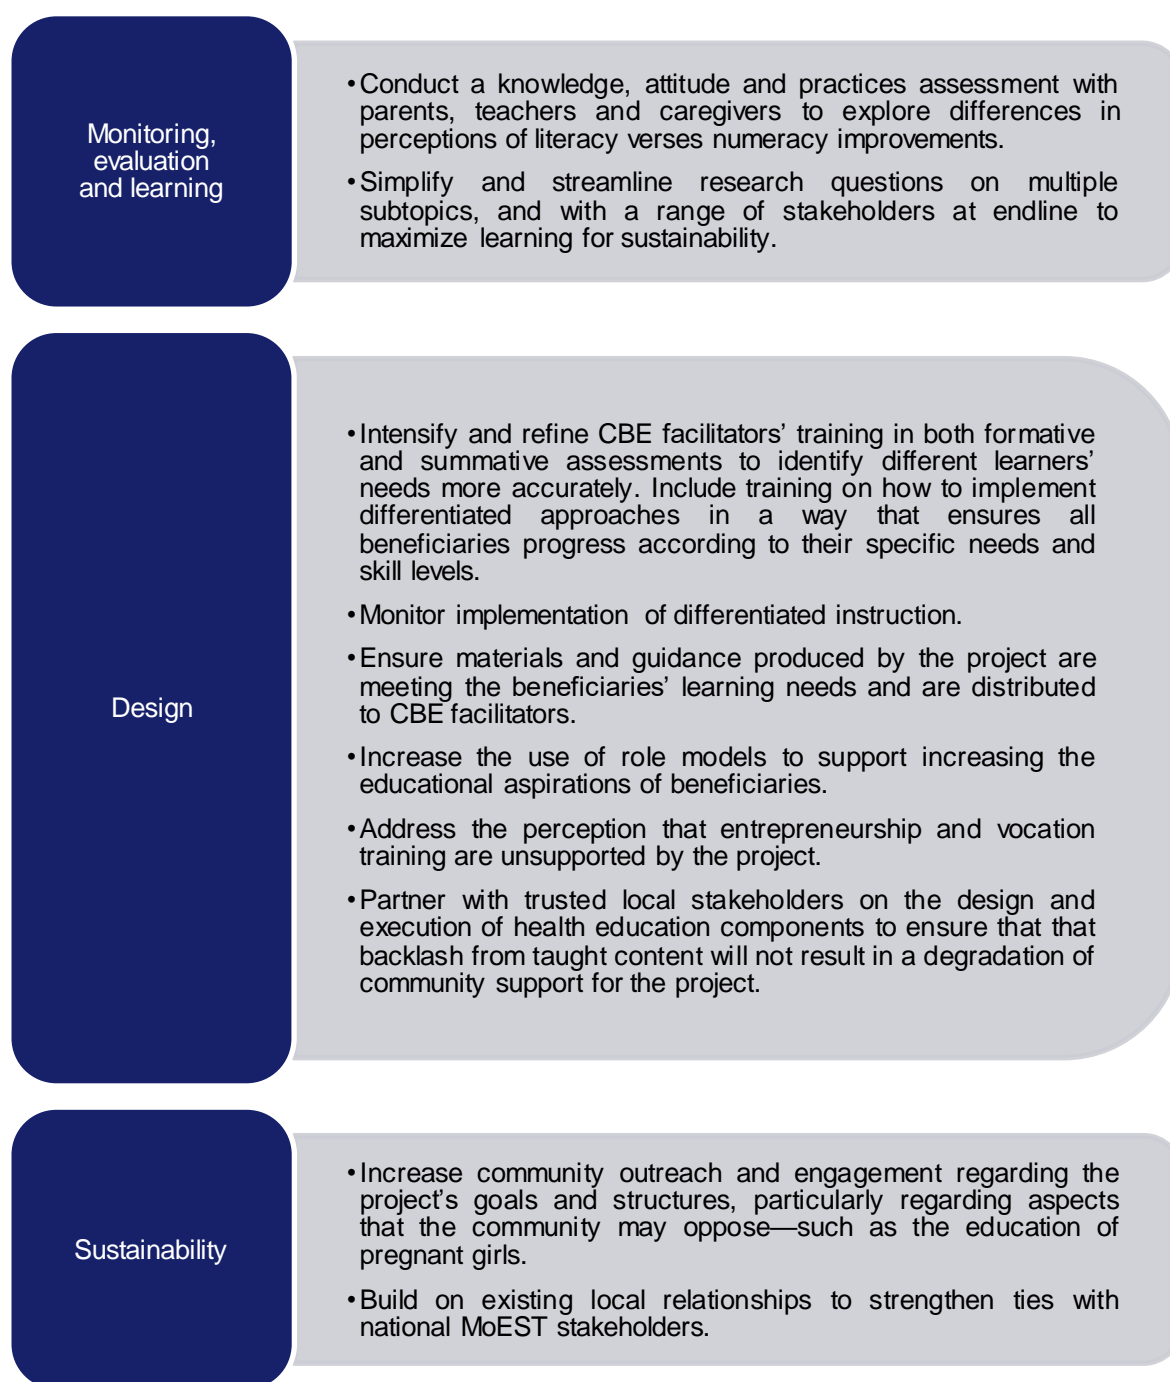 Monitoring,
evaluation
and learning
•Conduct a knowledge, attitude and practices assessment with
parents, teachers and caregivers to explore differences in
perceptions of literacy verses numeracy improvements.
•Simplify and streamline research questions on multiple
subtopics, and with a range of stakeholders at endline to
maximize learning for sustainability.
Design
•Intensify and refine CBE facilitators’ training in both formative
and summative assessments to identify different learners’
needs more accurately. Include training on how to implement
differentiated approaches in a way that ensures all
beneficiaries progress according to their specific needs and
skill levels.
•Monitor implementation of differentiated instruction.
•Ensure materials and guidance produced by the project are
meeting the beneficiaries’ learning needs and are distributed
to CBE facilitators.
•Increase the use of role models to support increasing the
educational aspirations of beneficiaries.
•Address the perception that entrepreneurship and vocation
training are unsupported by the project.
•Partner with trusted local stakeholders on the design and
execution of health education components to ensure that that
backlash from taught content will not result in a degradation of
community support for the project.
Sustainability
•Increase community outreach and engagement regarding the
project’s goals and structures, particularly regarding aspects
that the community may oppose—such as the education of
pregnant girls.
•Build on existing local relationships to strengthen ties with
national MoEST stakeholders.